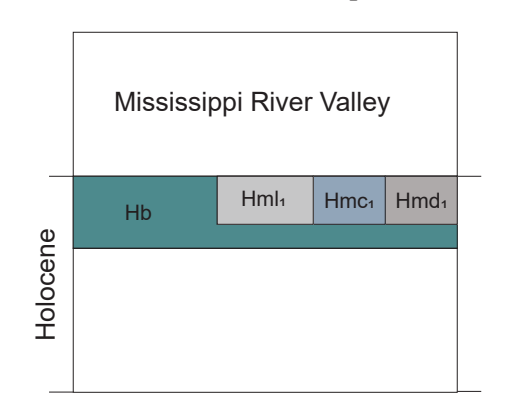 Mississippi River Valley
Hb
Hml₁
Hmc₁
Hmd₁
Holocene